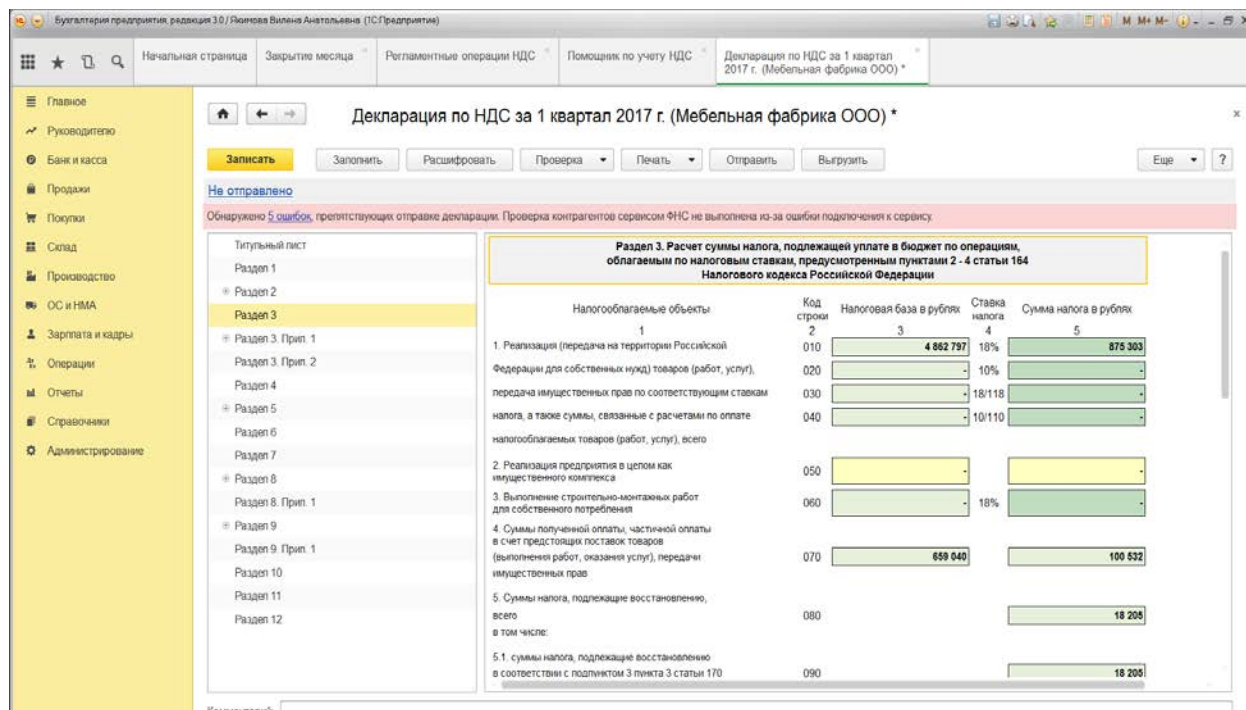 Бухгалтерия предприятия, редакция 3.0 / Якимова Вилена Анатольевна (1С:Предприятие)
M M+ M-
Начальная страница
Закрытие месяца
Регламентные операции НДС
Помощник по учету НДС
Декларация по НДС за 1 квартал
2017 г. (Мебельная фабрика ООО) *
Главное
Руководителю
Банк и касса
Продажи
Покупки
Склад
Производство
ОС и НМА
Зарплата и кадры
Операции
Отчеты
Справочники
Администрирование
Декларация по НДС за 1 квартал 2017 г. (Мебельная фабрика ООО) *
Записать Заполнить Расшифровать Проверка Печать Отправить Выгрузить Еще ?
Не отправлено
Обнаружено 5 ошибок, препятствующих отправке декларации. Проверка контрагентов сервисом ФНС не выполнена из-за ошибки подключения к сервису.
Титульный лист
Раздел 1
Раздел 2
Раздел 3
Раздел 3. Прил. 1
Раздел 3. Прил. 2
Раздел 4
Раздел 5
Раздел 6
Раздел 7
Раздел 8
Раздел 8. Прил. 1
Раздел 9
Раздел 9. Прил. 1
Раздел 10
Раздел 11
Раздел 12
Раздел 3. Расчет суммы налога, подлежащей уплате в бюджет по операциям,
облагаемым по налоговым ставкам, предусмотренным пунктами 2 - 4 статьи 164
Налогового кодекса Российской Федерации
Налогооблагаемые объекты Код строки Налоговая база в рублях Ставка налога Сумма налога в рублях
1 2 3 4 5
1. Реализация (передача на территории Российской 010 4 862 797 18% 875 303
Федерации для собственных нужд) товаров (работ, услуг), 020 - 10% -
передача имущественных прав по соответствующим ставкам 030 - 18/118 -
налога, а также суммы, связанные с расчетами по оплате 040 - 10/110 -
налогооблагаемых товаров (работ, услуг), всего
2. Реализация предприятия в целом как
имущественного комплекса 050 - -
3. Выполнение строительно-монтажных работ
для собственного потребления 060 - 18% -
4. Суммы полученной оплаты, частичной оплаты
в счет предстоящих поставок товаров
(выполнения работ, оказания услуг), передачи 070 659 040 100 532
имущественных прав
5. Суммы налога, подлежащие восстановлению,
всего 080 18 205
в том числе:
5.1. суммы налога, подлежащие восстановлению
в соответствии с подпунктом 3 пункта 3 статьи 170 090 18 205